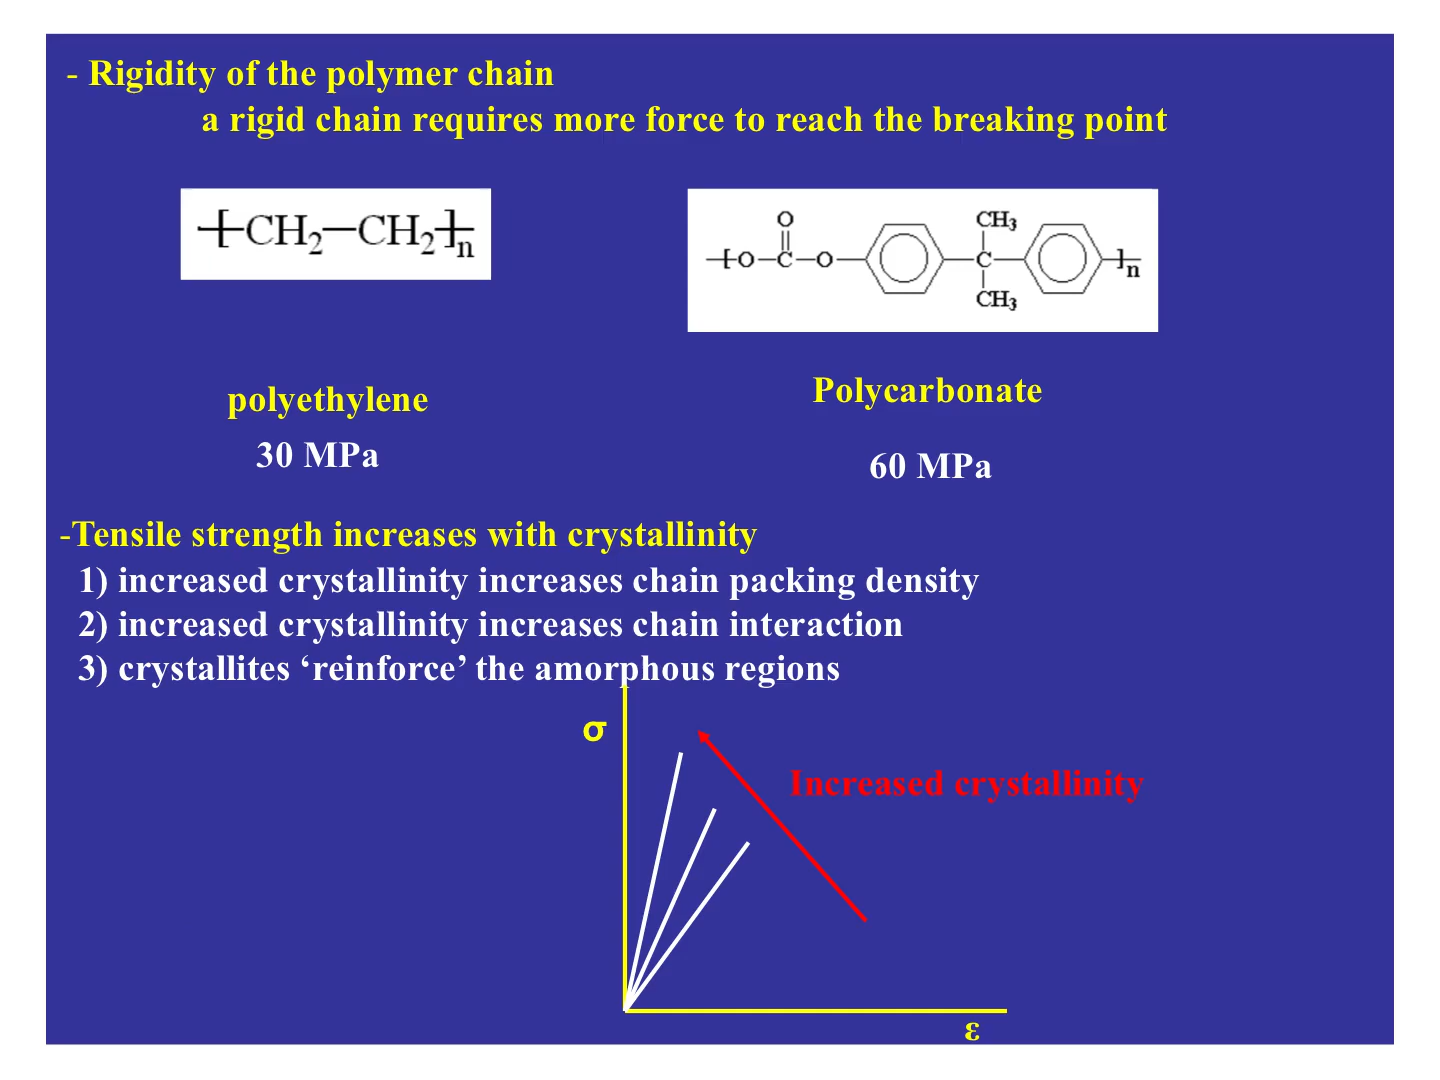 - Rigidity of the polymer chain
a rigid chain requires more force to reach the breaking point
-[-CH2-CH2-]-n
O
CH3
-[-O-C-O- -C- -]-n
CH3
polyethylene
Polycarbonate
30 MPa
60 MPa
-Tensile strength increases with crystallinity
1) increased crystallinity increases chain packing density
2) increased crystallinity increases chain interaction
3) crystallites ‘reinforce’ the amorphous regions
σ
Increased crystallinity
ε